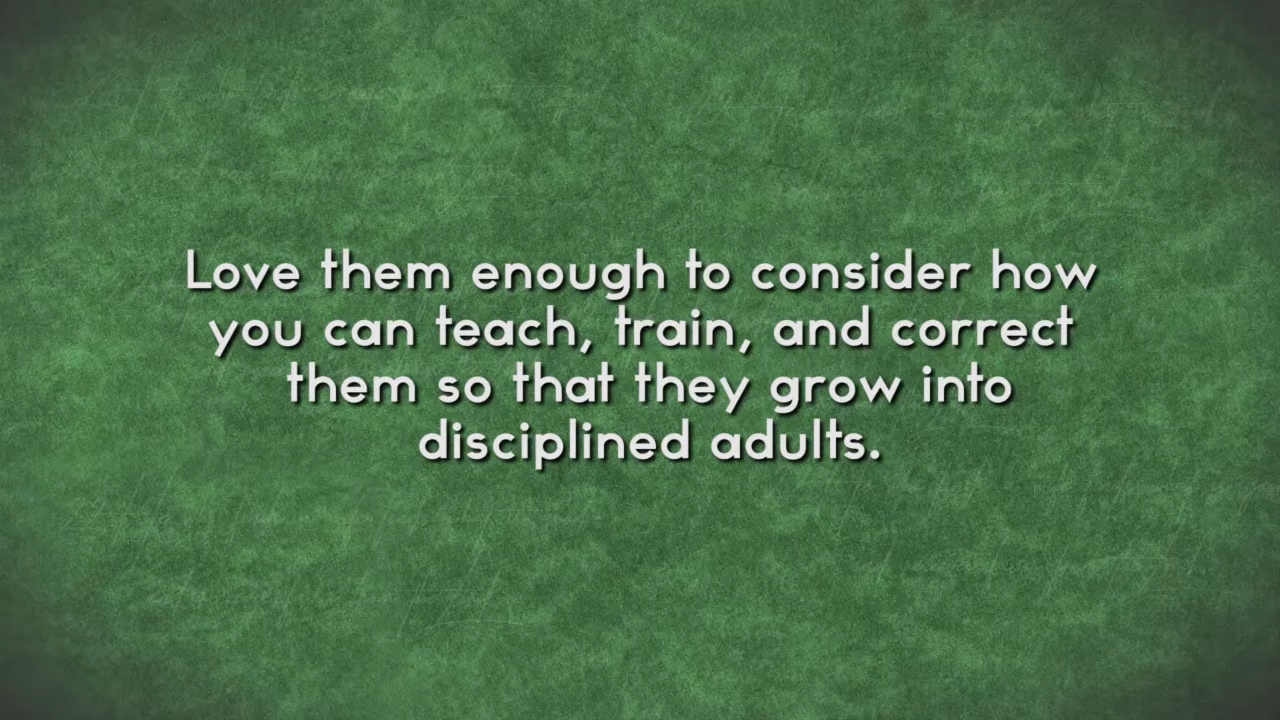 Love them enough to consider how
you can teach, train, and correct
them so that they grow into
disciplined adults.